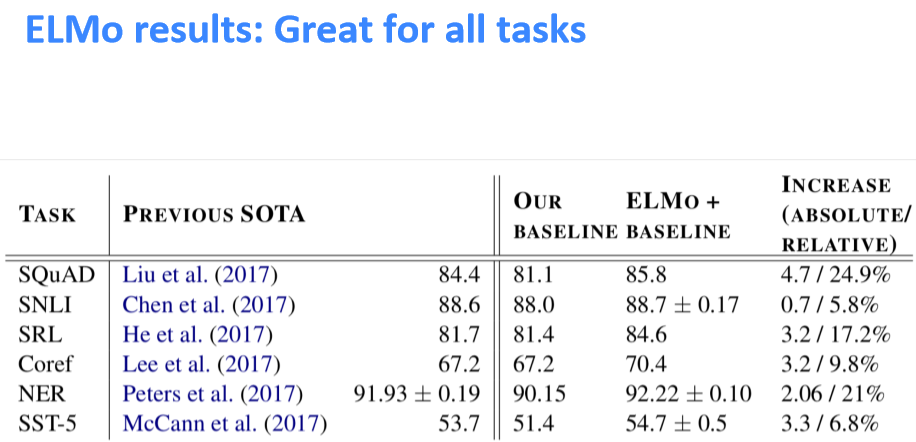 ELMo results: Great for all tasks
TASK PREVIOUS SOTA OUR BASELINE ELMO + BASELINE INCREASE (ABSOLUTE/ RELATIVE)
SQuAD Liu et al. (2017) 84.4 81.1 85.8 4.7 / 24.9%
SNLI Chen et al. (2017) 88.6 88.0 88.7 ± 0.17 0.7 / 5.8%
SRL He et al. (2017) 81.7 81.4 84.6 3.2 / 17.2%
Coref Lee et al. (2017) 67.2 67.2 70.4 3.2 / 9.8%
NER Peters et al. (2017) 91.93 ± 0.19 90.15 92.22 ± 0.10 2.06 / 21%
SST-5 McCann et al. (2017) 53.7 51.4 54.7 ± 0.5 3.3 / 6.8%